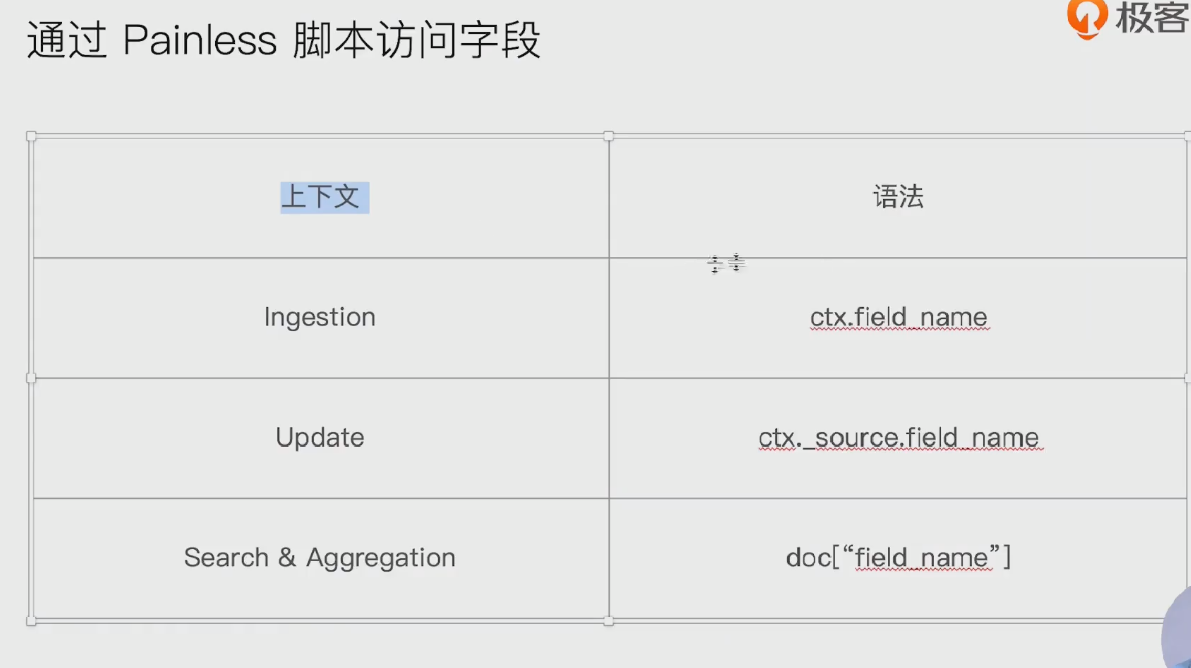 通过 Painless 脚本访问字段
极客
上下文
语法
Ingestion
ctx.field_name
Update
ctx._source.field_name
Search & Aggregation
doc[“field_name”]